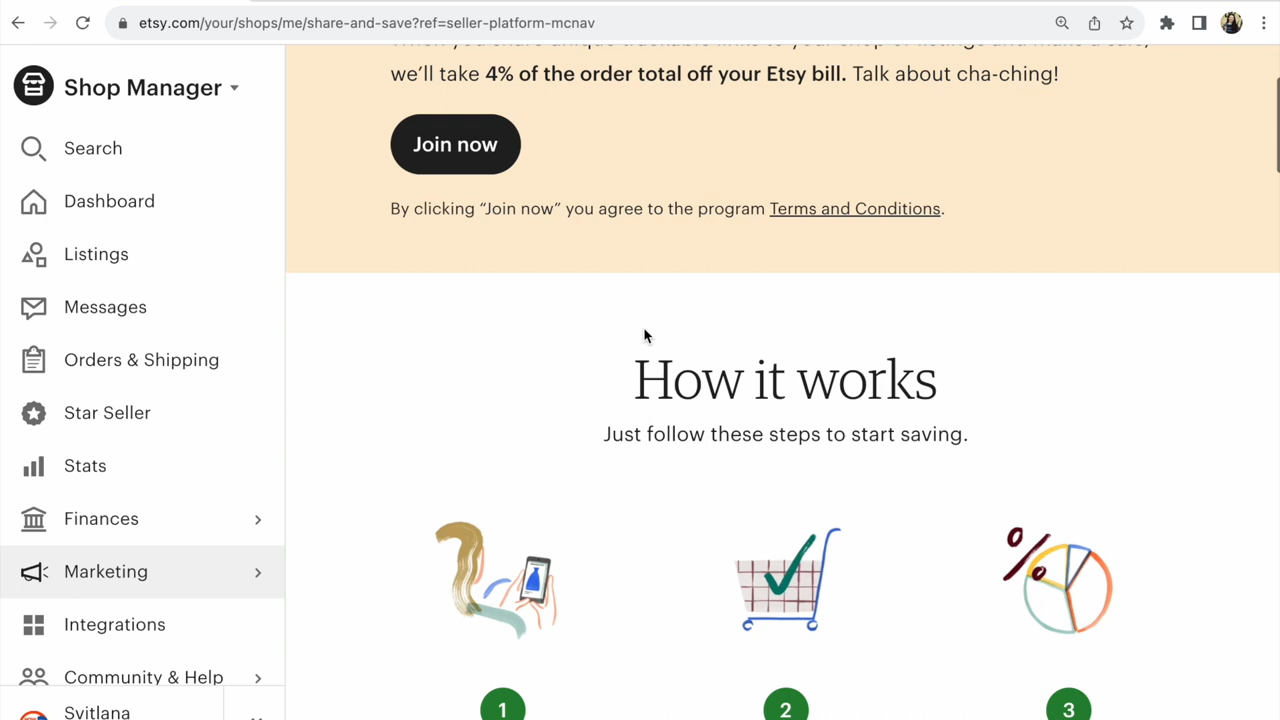 etsy.com/your/shops/me/share-and-save?ref=seller-platform-mcnav
Shop Manager
Search
Dashboard
Listings
Messages
Orders & Shipping
Star Seller
Stats
Finances
Marketing
Integrations
Community & Help
Svitlana
we'll take 4% of the order total off your Etsy bill. Talk about cha-ching!
Join now
By clicking “Join now” you agree to the program Terms and Conditions.
How it works
Just follow these steps to start saving.
%
1
2
3